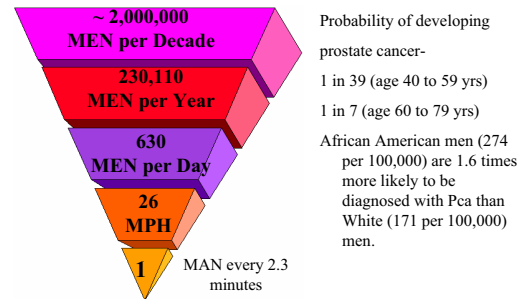 ~ 2,000,000
MEN per Decade
230,110
MEN per Year
630
MEN per Day
26
MPH
1
MAN every 2.3
minutes
Probability of developing
prostate cancer-
1 in 39 (age 40 to 59 yrs)
1 in 7 (age 60 to 79 yrs)
African American men (274
per 100,000) are 1.6 times
more likely to be
diagnosed with Pca than
White (171 per 100,000)
men.